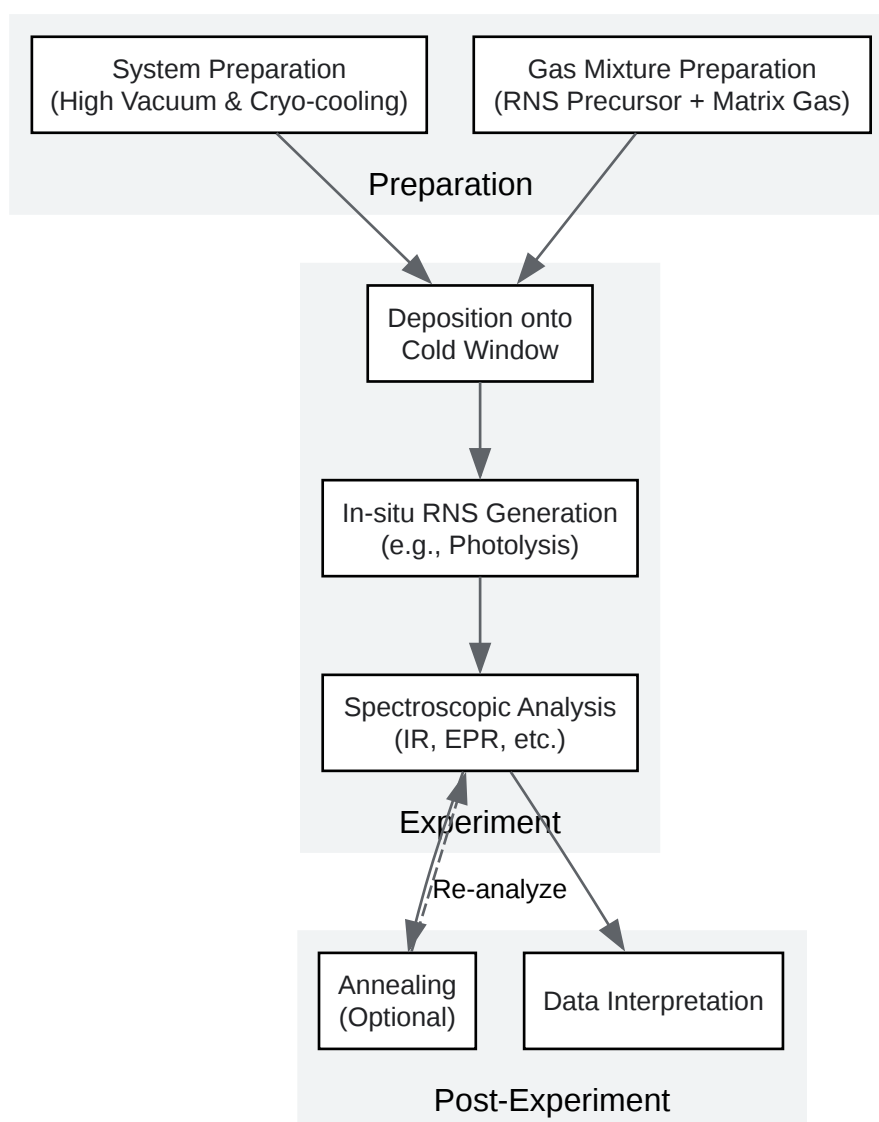 System Preparation
(High Vacuum & Cryo-cooling)
Gas Mixture Preparation
(RNS Precursor + Matrix Gas)
Preparation
Deposition onto
Cold Window
In-situ RNS Generation
(e.g., Photolysis)
Spectroscopic Analysis
(IR, EPR, etc.)
Experiment
Re-analyze
Annealing
(Optional)
Data Interpretation
Post-Experiment